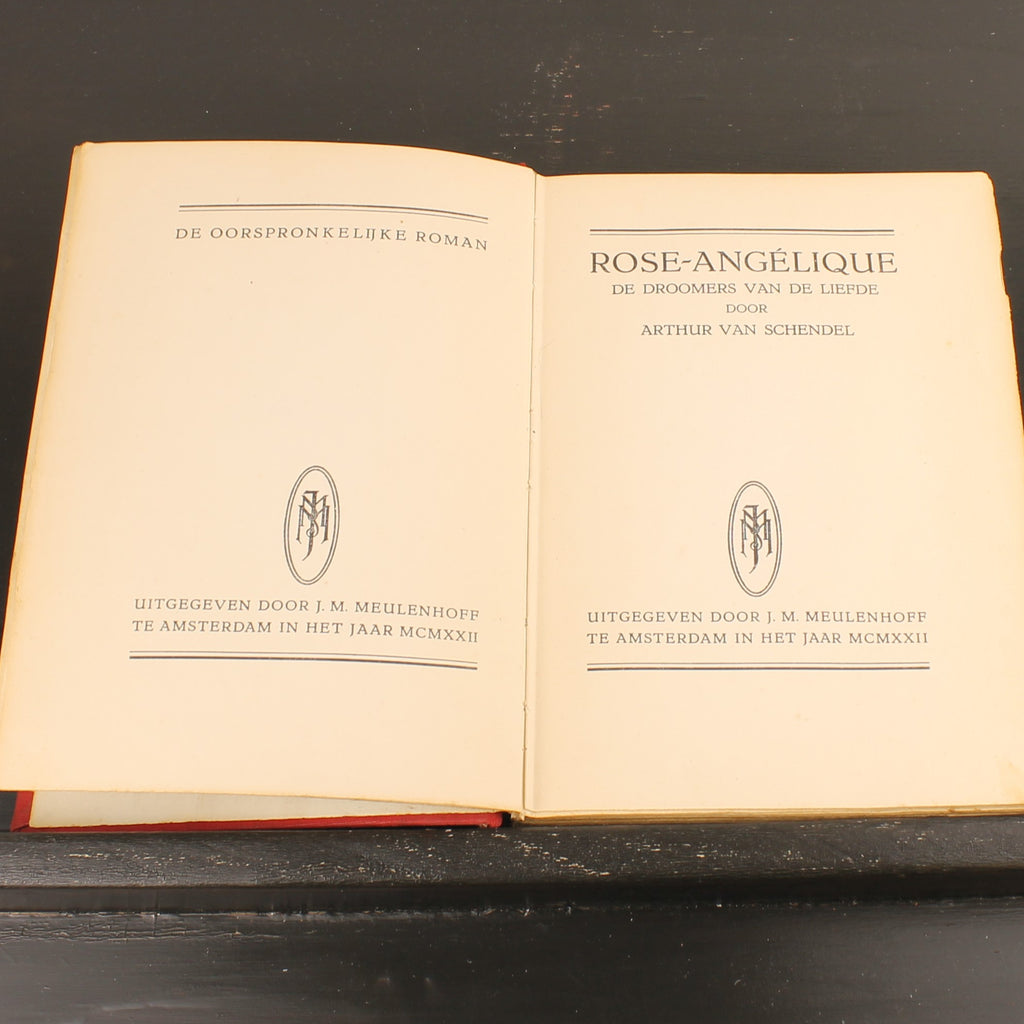 DE OORSPRONKELIJKE ROMAN
UITGEGEVEN DOOR J. M. MEULENHOFF
TE AMSTERDAM IN HET JAAR MCMXXII
ROSE-ANGÉLIQUE
DE DROOMERS VAN DE LIEFDE
DOOR
ARTHUR VAN SCHENDEL
UITGEGEVEN DOOR J. M. MEULENHOFF
TE AMSTERDAM IN HET JAAR MCMXXII